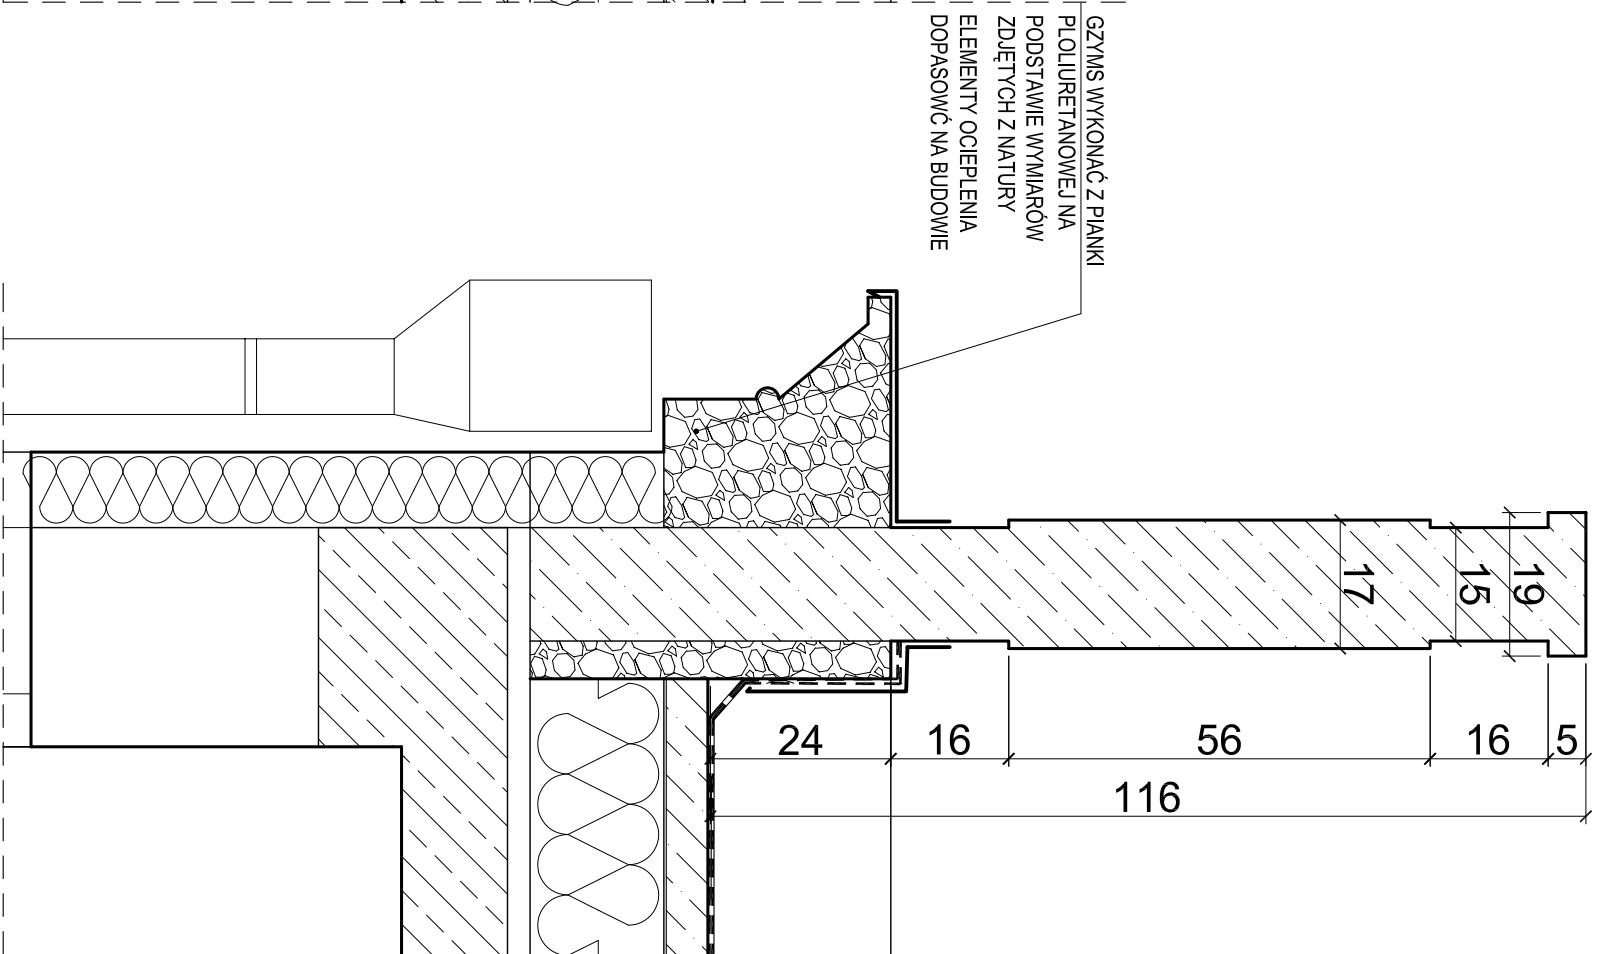 GZYMS WYKONAĆ Z PIANKI
PLOLIURETANOWEJ NA
PODSTAWIE WYMIARÓW
ZDJĘTYCH Z NATURY
ELEMENTY OCIEPLENIA
DOPASOWĆ NA BUDOWIE
17
15
19
24
16
56
16
5
116